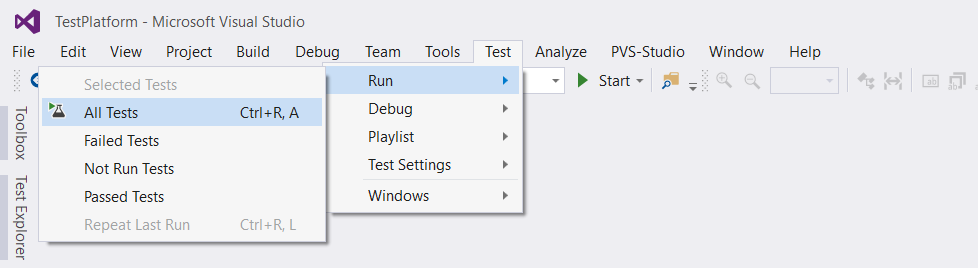 TestPlatform - Microsoft Visual Studio
File Edit View Project Build Debug Team Tools Test Analyze PVS-Studio Window Help
Start
Selected Tests
All Tests Ctrl+R, A
Failed Tests
Not Run Tests
Passed Tests
Repeat Last Run Ctrl+R, L
Run
Debug
Playlist
Test Settings
Windows
Toolbox
Test Explorer